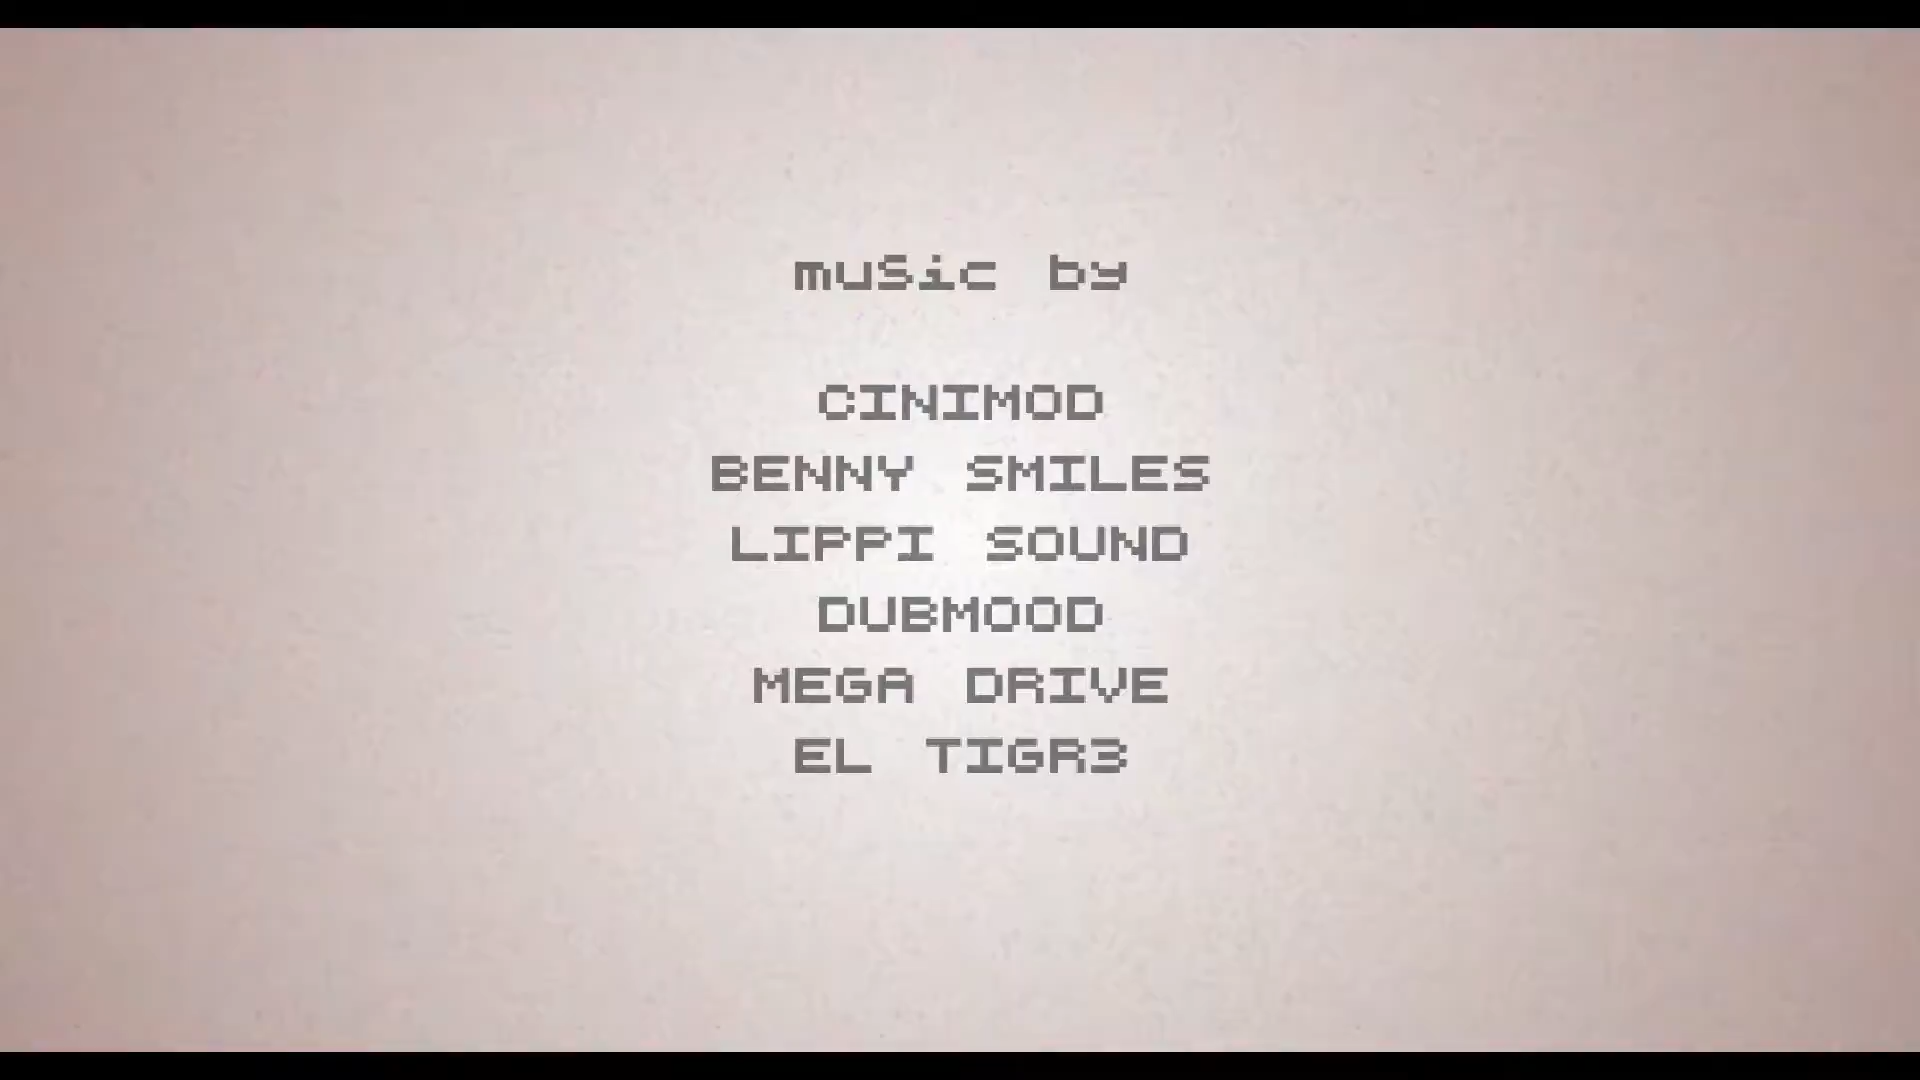 music by
CINIMOD
BENNY SMILES
LIPPI SOUND
DUBMOOD
MEGA DRIVE
EL TIGR3